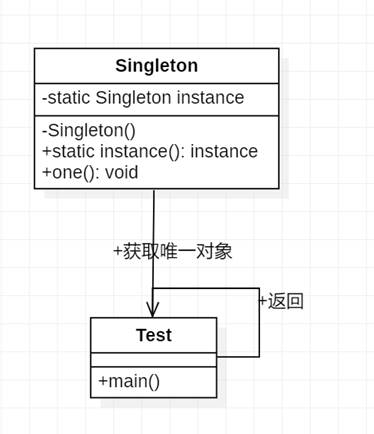 Singleton
-static Singleton instance
-Singleton()
+static instance(): instance
+one(): void
+获取唯一对象
+返回
Test
+main()